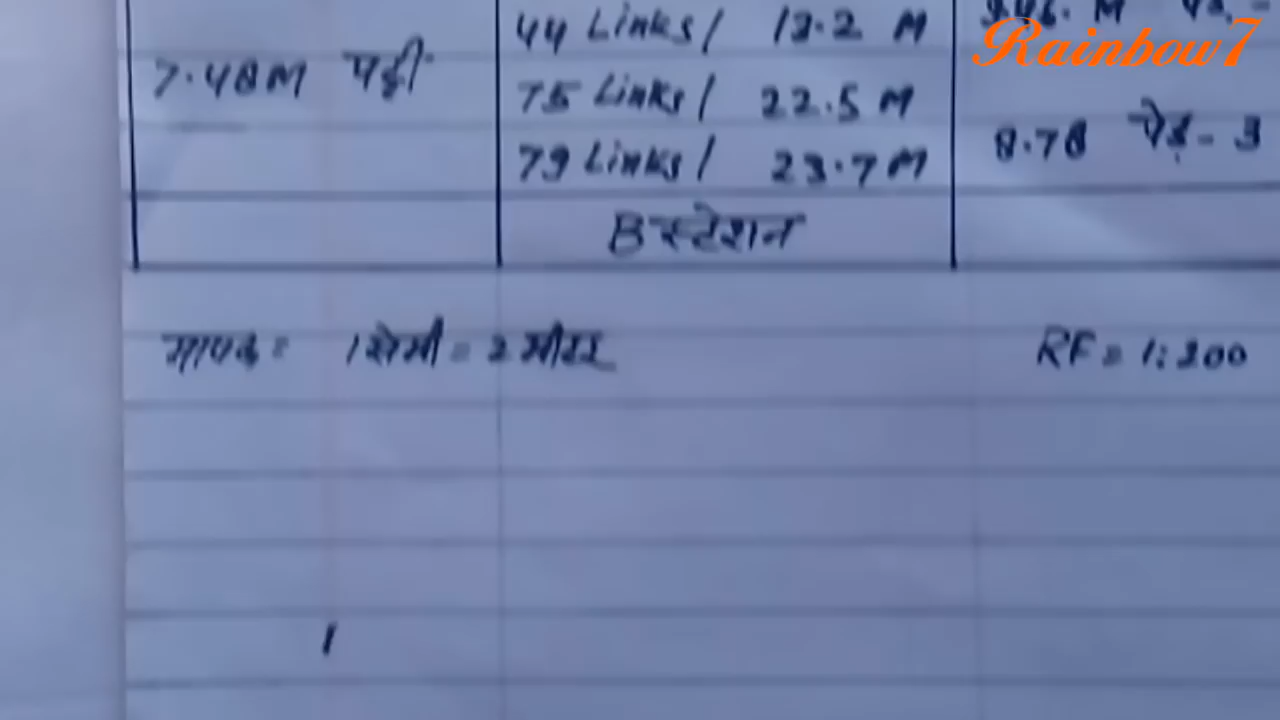 44 Links / 13.2 M
Rainbow7
7.48M
75 Links / 22.5 M
8.78 पेड़ - 3
79 Links / 23.7 M
B स्टेशन
मापक = 1 सेमी = 2 मीटर
RF = 1:200
1